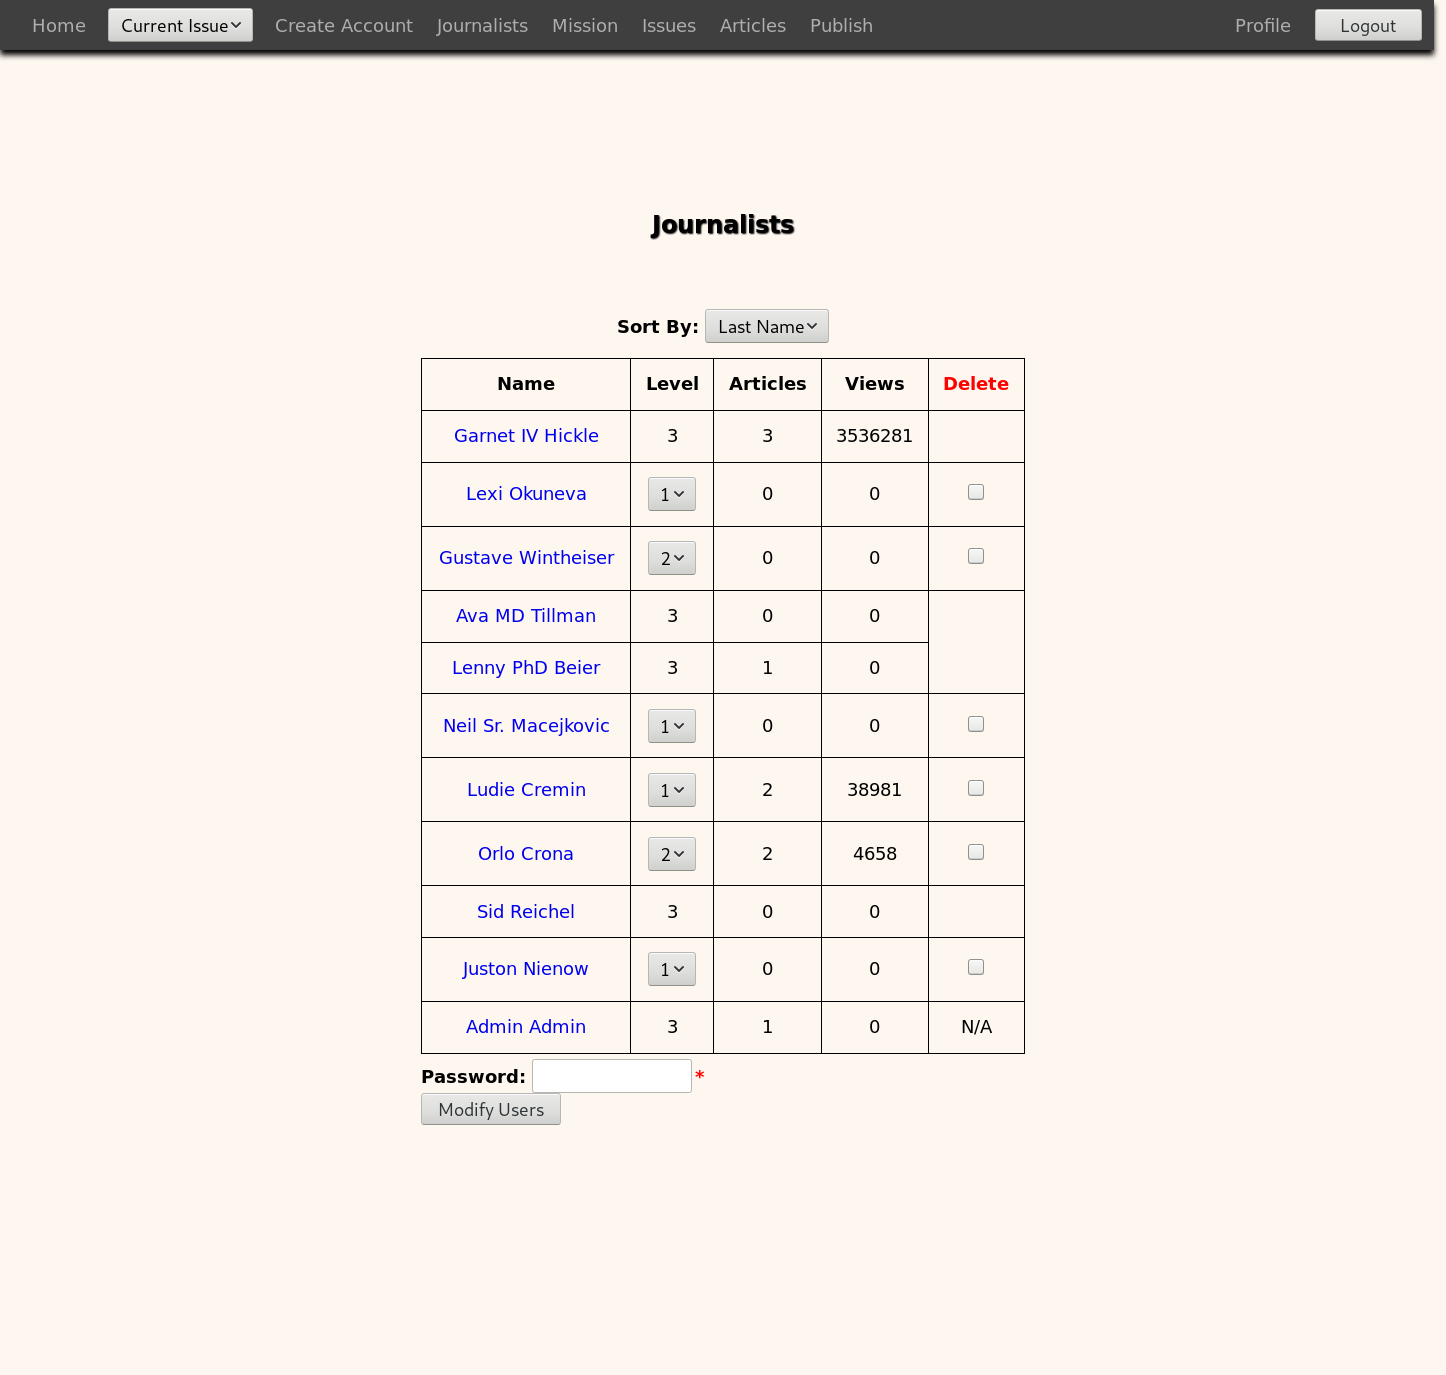 Home Current Issue Create Account Journalists Mission Issues Articles Publish Profile Logout
Journalists
Sort By: Last Name
Name Level Articles Views Delete
Garnet IV Hickle 3 3 3536281
Lexi Okuneva 1 0 0
Gustave Wintheiser 2 0 0
Ava MD Tillman 3 0 0
Lenny PhD Beier 3 1 0
Neil Sr. Macejkovic 1 0 0
Ludie Cremin 1 2 38981
Orlo Crona 2 2 4658
Sid Reichel 3 0 0
Juston Nienow 1 0 0
Admin Admin 3 1 0 N/A
Password: *
Modify Users